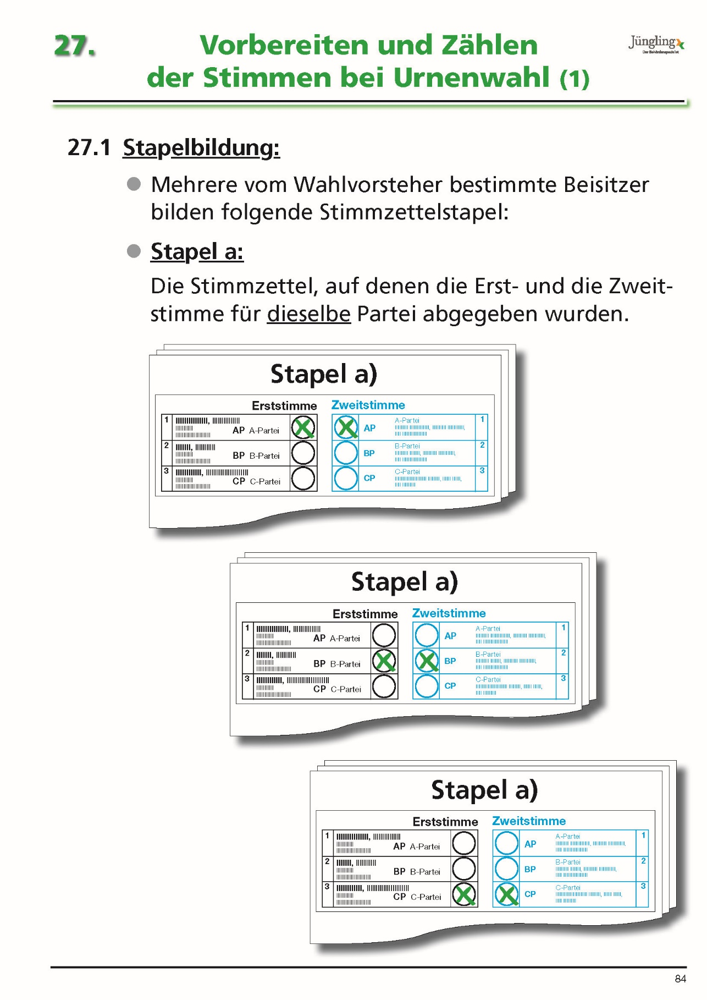 27.
Vorbereiten und Zählen
der Stimmen bei Urnenwahl (1)
Jüngling
Der Behördenspezialist
27.1 Stapelbildung:
● Mehrere vom Wahlvorsteher bestimmte Beisitzer
bilden folgende Stimmzettelstapel:
● Stapel a:
Die Stimmzettel, auf denen die Erst- und die Zweit-
stimme für dieselbe Partei abgegeben wurden.
Stapel a)
Erststimme Zweitstimme
1 AP A-Partei AP A-Partei 1
2 BP B-Partei BP B-Partei 2
3 CP C-Partei CP C-Partei 3
Stapel a)
Erststimme Zweitstimme
1 AP A-Partei AP A-Partei 1
2 BP B-Partei BP B-Partei 2
3 CP C-Partei CP C-Partei 3
Stapel a)
Erststimme Zweitstimme
1 AP A-Partei AP A-Partei 1
2 BP B-Partei BP B-Partei 2
3 CP C-Partei CP C-Partei 3
84